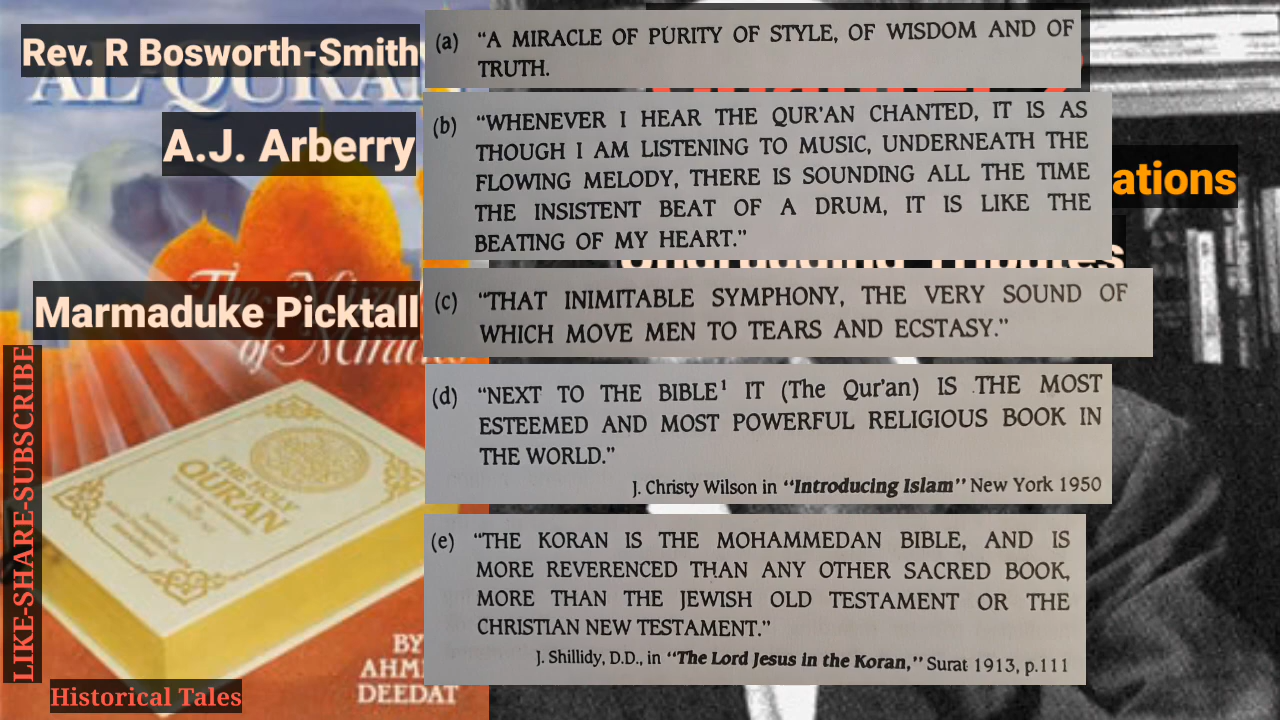 Rev. R Bosworth-Smith
AL-QURAN
A.J. Arberry
The
of
Marmaduke Picktall
(a) “A MIRACLE OF PURITY OF STYLE, OF WISDOM AND OF
TRUTH.
(b) “WHENEVER I HEAR THE QUR’AN CHANTED, IT IS AS
THOUGH I AM LISTENING TO MUSIC, UNDERNEATH THE
FLOWING MELODY, THERE IS SOUNDING ALL THE TIME
THE INSISTENT BEAT OF A DRUM, IT IS LIKE THE
BEATING OF MY HEART.”
ations
(c) “THAT INIMITABLE SYMPHONY, THE VERY SOUND OF
WHICH MOVE MEN TO TEARS AND ECSTASY.”
(d) “NEXT TO THE BIBLE¹ IT (The Qur’an) IS THE MOST
ESTEEMED AND MOST POWERFUL RELIGIOUS BOOK IN
THE WORLD.”
J. Christy Wilson in “Introducing Islam” New York 1950
(e) “THE KORAN IS THE MOHAMMEDAN BIBLE, AND IS
MORE REVERENCED THAN ANY OTHER SACRED BOOK,
MORE THAN THE JEWISH OLD TESTAMENT OR THE
CHRISTIAN NEW TESTAMENT.”
J. Shillidy, D.D., in “The Lord Jesus in the Koran,” Surat 1913, p.111
THE HOLY
QUR'AN
BY
AHM
DEEDAT
LIKE-SHARE-SUBSCRIBE
Historical Tales